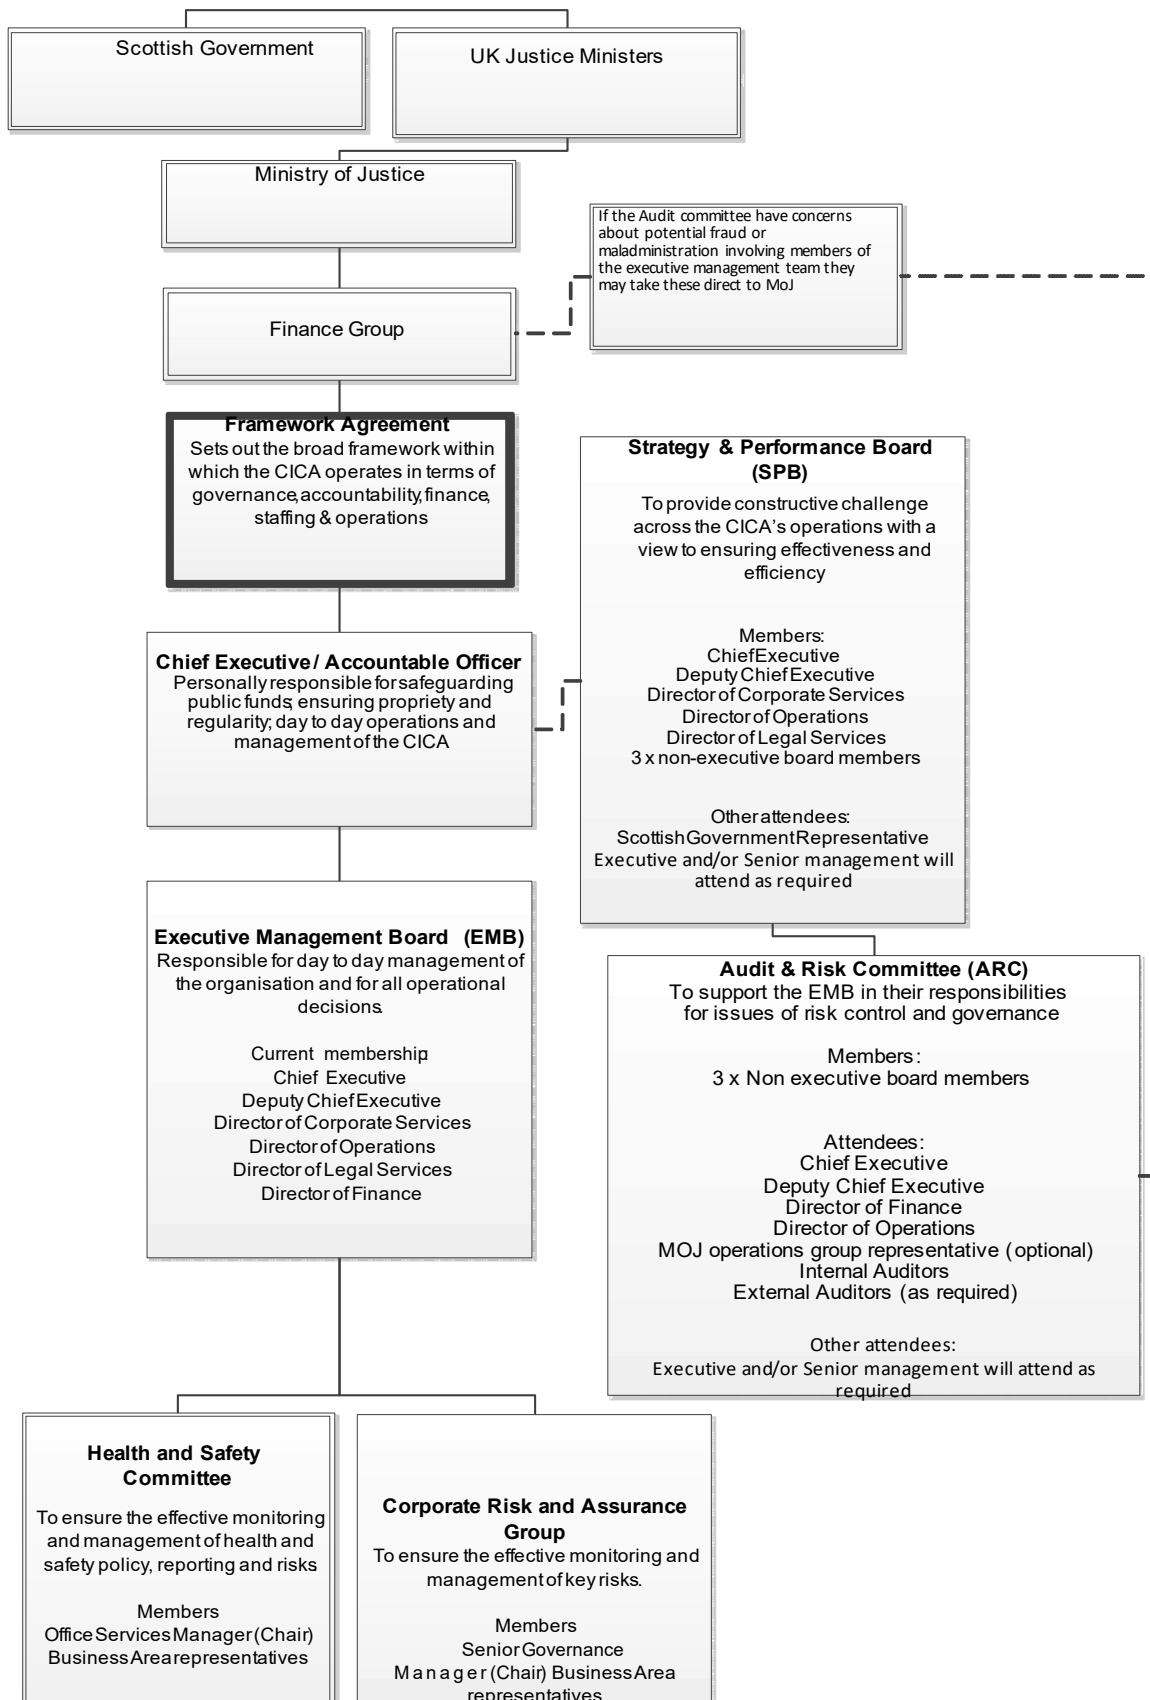 Scottish Government
UK Justice Ministers
Ministry of Justice
If the Audit committee have concerns
about potential fraud or
maladministration involving members of
the executive management team they
may take these direct to MoJ
Finance Group
Framework Agreement
Sets out the broad framework within
which the CICA operates in terms of
governance, accountability, finance,
staffing & operations
Strategy & Performance Board
(SPB)
To provide constructive challenge
across the CICA's operations with a
view to ensuring effectiveness and
efficiency
Members:
Chief Executive
Deputy Chief Executive
Director of Corporate Services
Director of Operations
Director of Legal Services
3 x non-executive board members
Other attendees:
Scottish Government Representative
Executive and/or Senior management will
attend as required
Chief Executive / Accountable Officer
Personally responsible for safeguarding
public funds; ensuring propriety and
regularity; day to day operations and
management of the CICA
Executive Management Board (EMB)
Responsible for day to day management of
the organisation and for all operational
decisions.
Current membership:
Chief Executive
Deputy Chief Executive
Director of Corporate Services
Director of Operations
Director of Legal Services
Director of Finance
Audit & Risk Committee (ARC)
To support the EMB in their responsibilities
for issues of risk control and governance
Members:
3 x Non executive board members
Attendees:
Chief Executive
Deputy Chief Executive
Director of Finance
Director of Operations
MOJ operations group representative (optional)
Internal Auditors
External Auditors (as required)
Other attendees:
Executive and/or Senior management will attend as
required
Health and Safety
Committee
To ensure the effective monitoring
and management of health and
safety policy, reporting and risks
Members
Office Services Manager (Chair)
Business Area representatives
Corporate Risk and Assurance
Group
To ensure the effective monitoring and
management of key risks.
Members
Senior Governance
Manager (Chair) Business Area
representatives